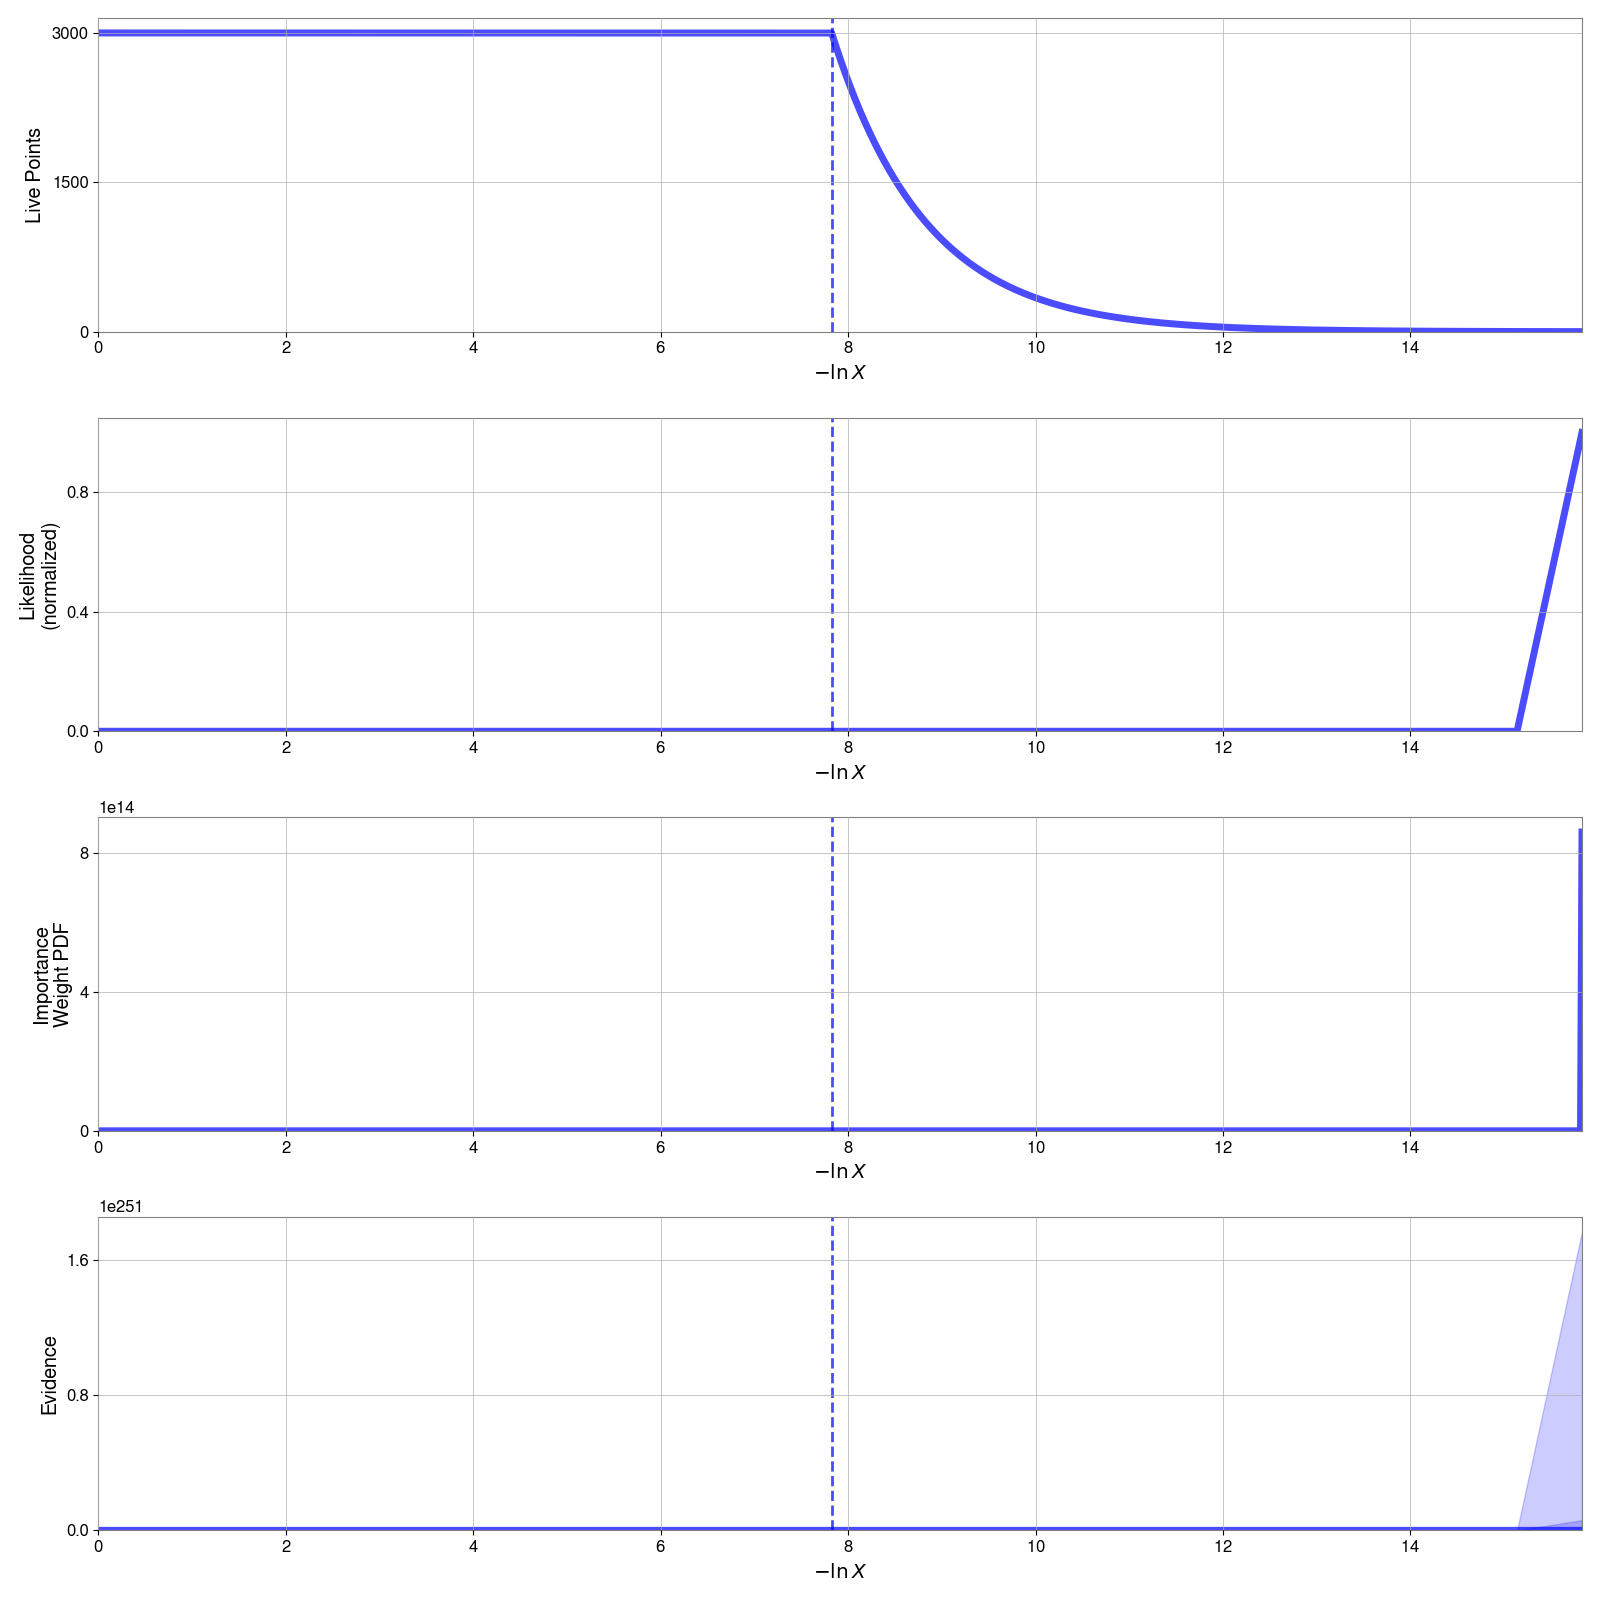 3000
1500
0
Live Points
0 2 4 6 8 10 12 14
−ln X
0.8
0.4
0.0
Likelihood
(normalized)
0 2 4 6 8 10 12 14
−ln X
1e14
8
4
0
Importance
Weight PDF
0 2 4 6 8 10 12 14
−ln X
1e251
1.6
0.8
0.0
Evidence
0 2 4 6 8 10 12 14
−ln X